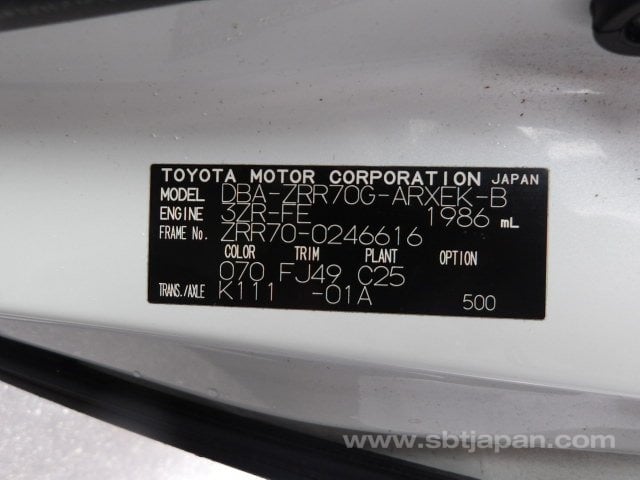 TOYOTA MOTOR CORPORATION JAPAN
MODEL DBA-ZRR70G-ARXEK-B
ENGINE 3ZR-FE 1986 mL
FRAME No. ZRR70-0246616
COLOR TRIM PLANT OPTION
070 FJ49 C25
TRANS./AXLE K111 -01A 500
www.sbtjapan.com